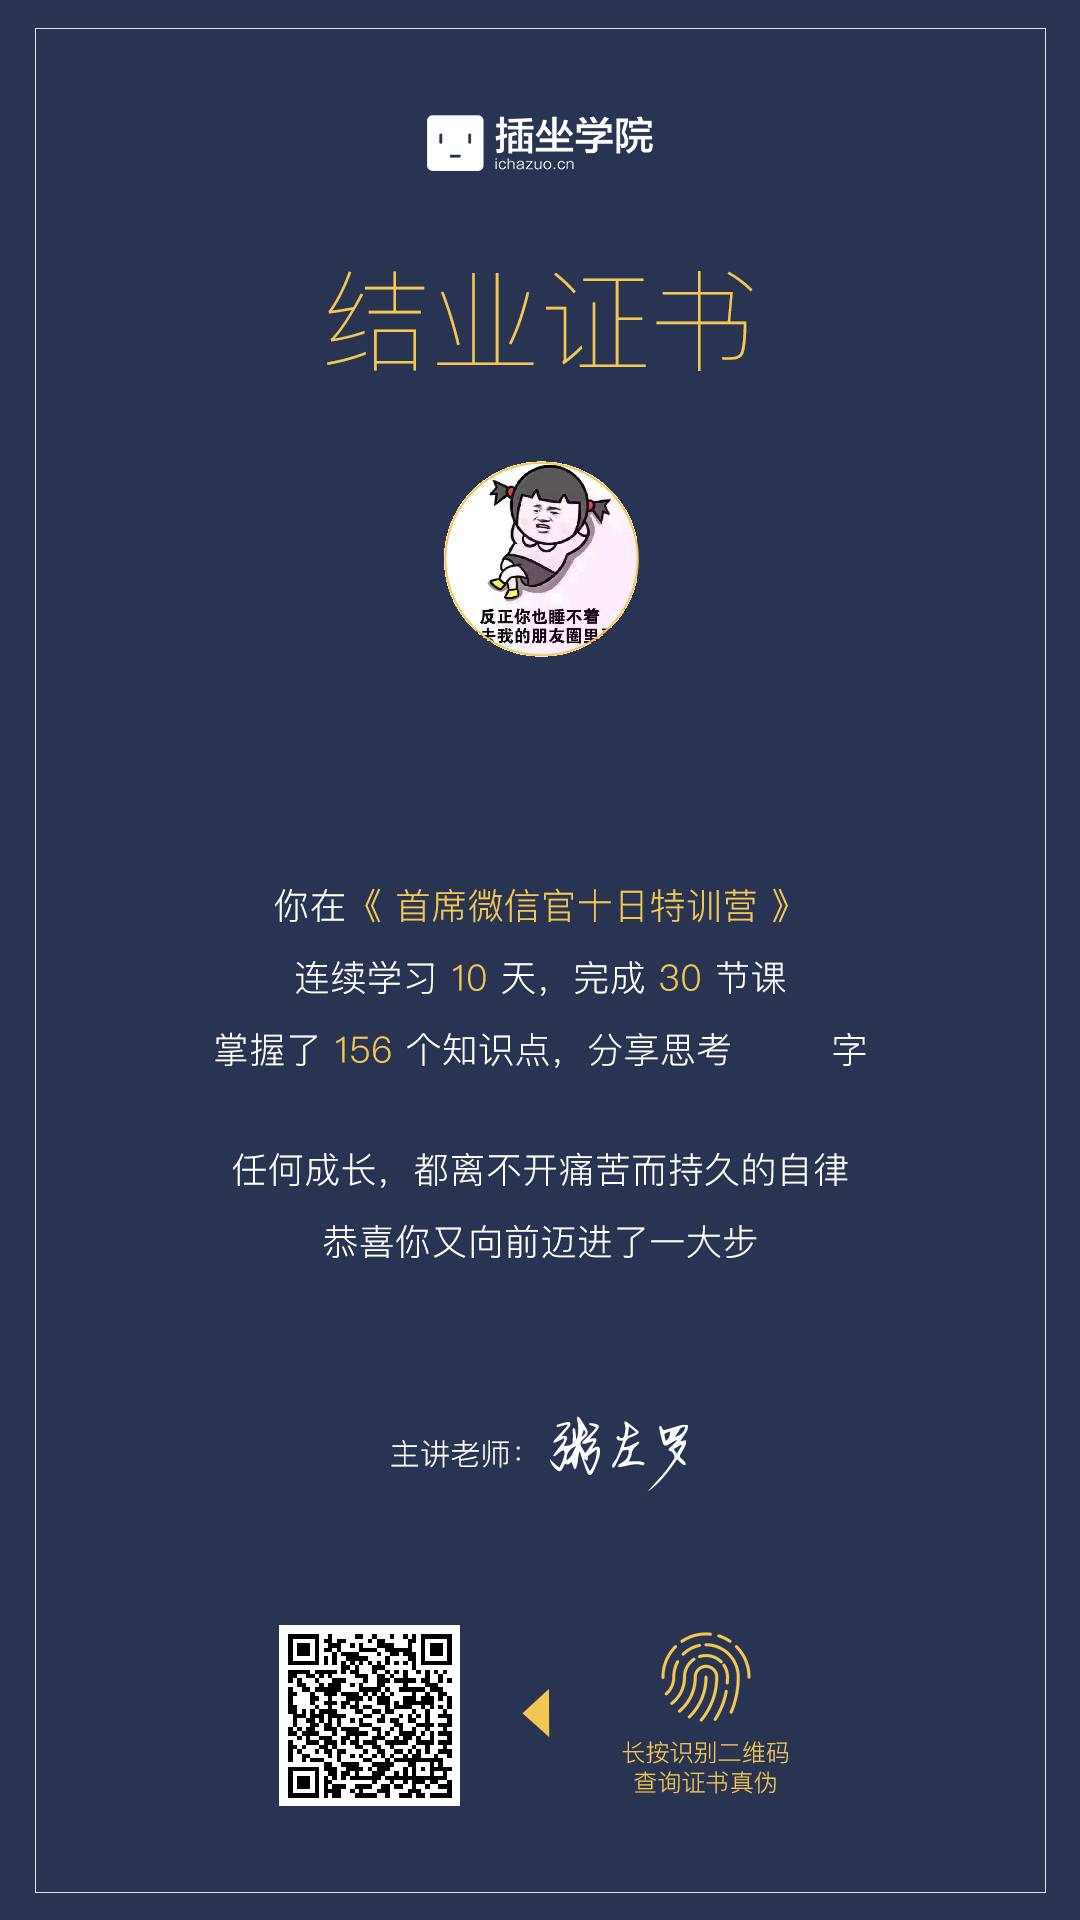 插坐学院
ichazuo.cn
结业证书
反正你也睡不着
去我的朋友圈里
你在《 首席微信官十日特训营 》
连续学习 10 天，完成 30 节课
掌握了 156 个知识点，分享思考 字
任何成长，都离不开痛苦而持久的自律
恭喜你又向前迈进了一大步
主讲老师：粥左罗
长按识别二维码
查询证书真伪